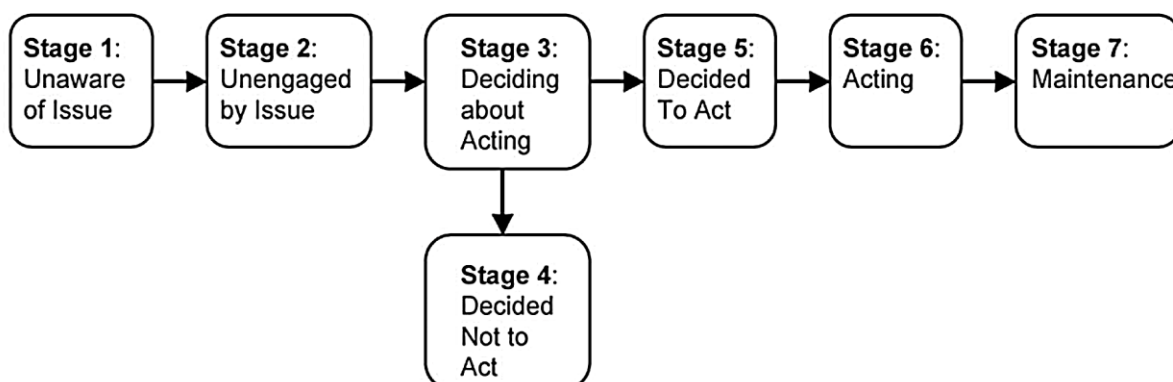 Stage 1:
Unaware
of Issue
Stage 2:
Unengaged
by Issue
Stage 3:
Deciding
about
Acting
Stage 5:
Decided
To Act
Stage 6:
Acting
Stage 7:
Maintenance
Stage 4:
Decided
Not to
Act